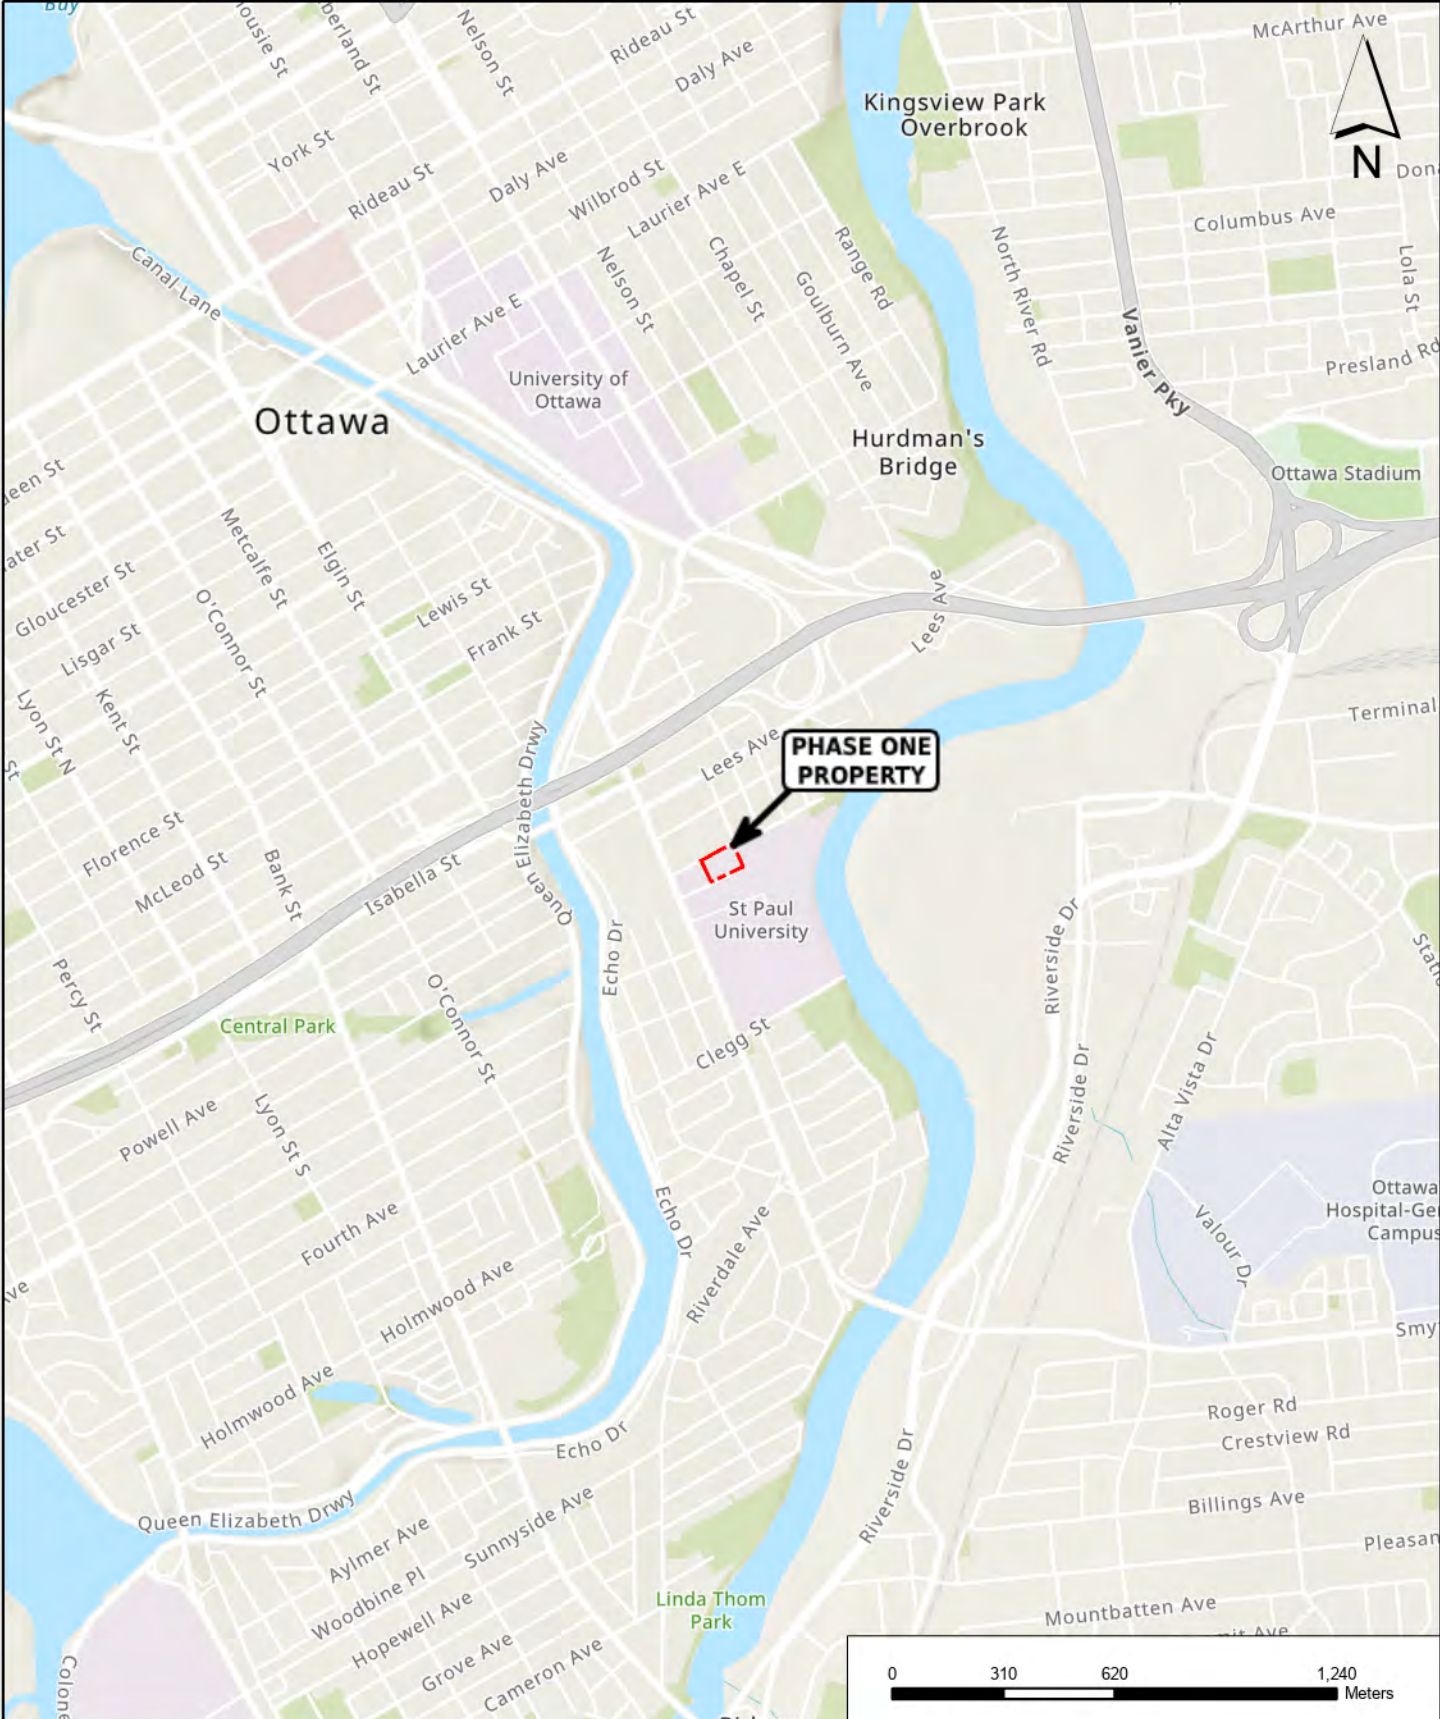 Bay
McArthur Ave
Rideau St
Nelson St
Daly Ave
Kingsview Park
Overbrook
N
York St
Rideau St
Daly Ave
Wilbrod St
Laurier Ave E
Columbus Ave
Canal Lane
Nelson St
Chapel St
Range Rd
Goulburn Ave
North River Rd
Lola St
Laurier Ave E
Vanier Pky
Presland Rd
University of
Ottawa
Ottawa
Hurdman's
Bridge
Ottawa Stadium
Metcalfe St
Elgin St
Gloucester St
O'Connor St
Lewis St
Frank St
Lisgar St
Lees Ave
Lyon St N
Kent St
St
Terminal
Queen Elizabeth Drwy
Lees Ave
PHASE ONE
PROPERTY
Florence St
McLeod St
Bank St
Isabella St
St Paul
University
Echo Dr
Riverside Dr
Percy St
O'Connor St
Central Park
Clegg St
Riverside Dr
Alta Vista Dr
Powell Ave
Lyon St S
Fourth Ave
Echo Dr
Riverdale Ave
Valour Dr
Ottawa
Hospital-Ge
Campus
Holmwood Ave
Smy
Holmwood Ave
Roger Rd
Crestview Rd
Echo Dr
Riverside Dr
Billings Ave
Queen Elizabeth Drwy
Aylmer Ave
Sunnyside Ave
Pleasan
Woodbine Pl
Hopewell Ave
Linda Thom
Park
Mountbatten Ave
Grove Ave
Cameron Ave
0 310 620 1,240
Meters